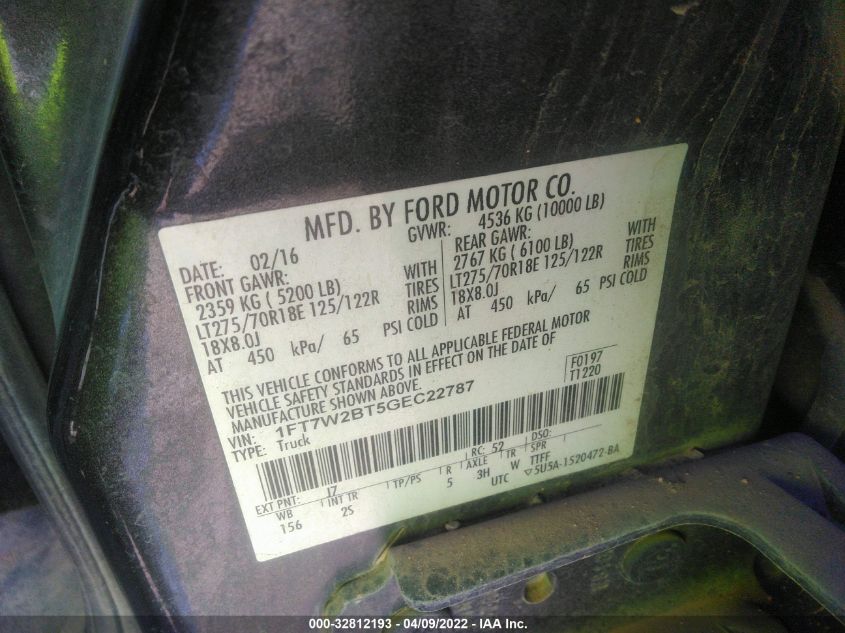 MFD. BY FORD MOTOR CO.
DATE: 02/16 GVWR: 4536 KG (10000 LB)
FRONT GAWR: REAR GAWR:
2359 KG ( 5200 LB) WITH 2767 KG ( 6100 LB) WITH
LT275/70R18E 125/122R TIRES LT275/70R18E 125/122R TIRES
18X8.0J RIMS 18X8.0J RIMS
AT 450 kPa/ 65 PSI COLD AT 450 kPa/ 65 PSI COLD
THIS VEHICLE CONFORMS TO ALL APPLICABLE FEDERAL MOTOR
VEHICLE SAFETY STANDARDS IN EFFECT ON THE DATE OF
MANUFACTURE SHOWN ABOVE.
VIN: 1FT7W2BT5GEC22787 F0197
TYPE: Truck T1220
EXT PNT: 17 RC: 52 DSO:
WB INT TR TP/PS R AXLE TR SPR
156 2S 5 3H W TTFF
UTC ▽5U5A-1520472-BA
000-32812193 - 04/09/2022 - IAA Inc.